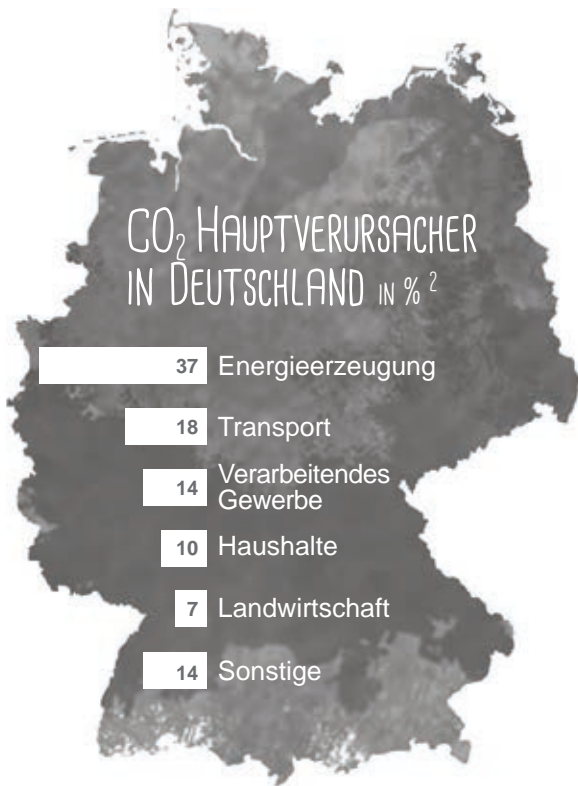 CO₂ HAUPTVERURSACHER
IN DEUTSCHLAND IN % ²
37 Energieerzeugung
18 Transport
14 Verarbeitendes
Gewerbe
10 Haushalte
7 Landwirtschaft
14 Sonstige